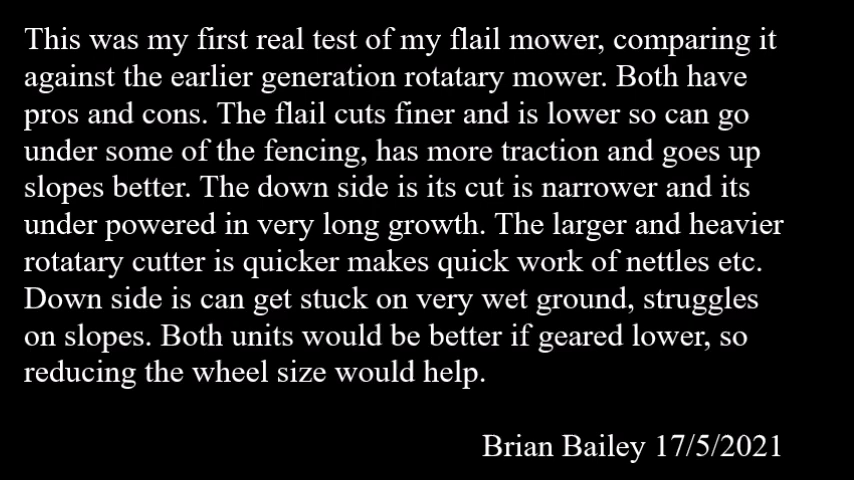 This was my first real test of my flail mower, comparing it
against the earlier generation rotatary mower. Both have
pros and cons. The flail cuts finer and is lower so can go
under some of the fencing, has more traction and goes up
slopes better. The down side is its cut is narrower and its
under powered in very long growth. The larger and heavier
rotatary cutter is quicker makes quick work of nettles etc.
Down side is can get stuck on very wet ground, struggles
on slopes. Both units would be better if geared lower, so
reducing the wheel size would help.
Brian Bailey 17/5/2021